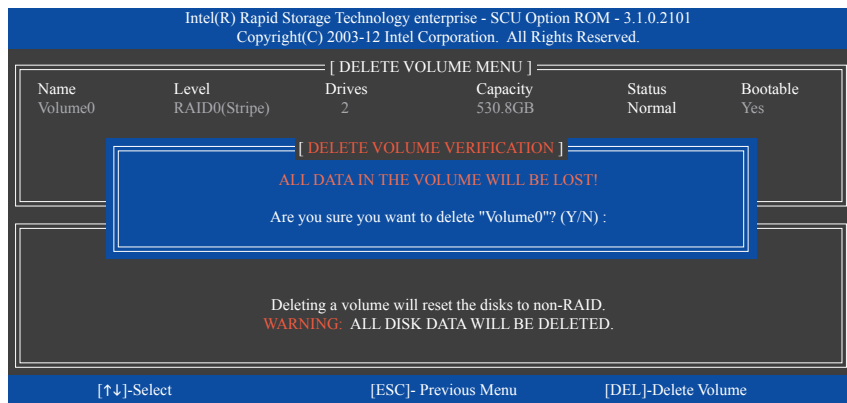 Intel(R) Rapid Storage Technology enterprise - SCU Option ROM - 3.1.0.2101
Copyright(C) 2003-12 Intel Corporation. All Rights Reserved.
[ DELETE VOLUME MENU ]
Name Level Drives Capacity Status Bootable
Volume0 RAID0(Stripe) 2 530.8GB Normal Yes
[ DELETE VOLUME VERIFICATION ]
ALL DATA IN THE VOLUME WILL BE LOST!
Are you sure you want to delete "Volume0"? (Y/N) :
Deleting a volume will reset the disks to non-RAID.
WARNING: ALL DISK DATA WILL BE DELETED.
[↑↓]-Select [ESC]- Previous Menu [DEL]-Delete Volume